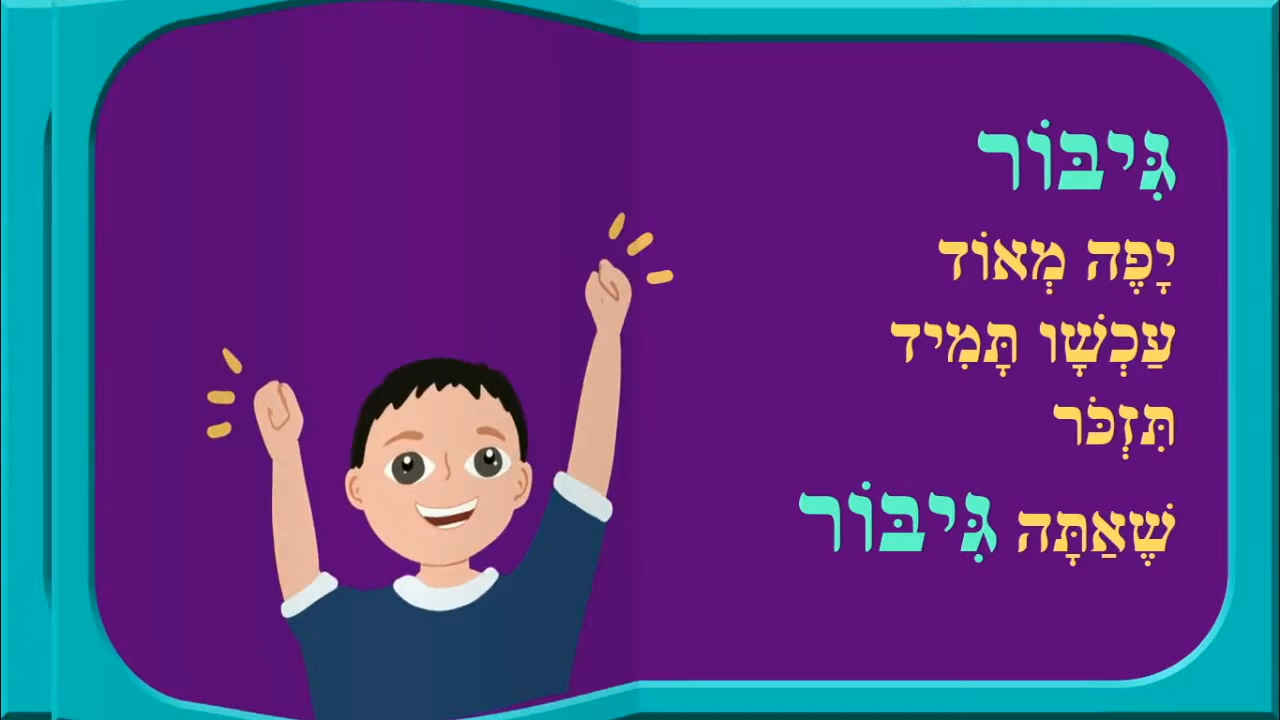 גִּיבּוֹר
יָפֶה מְאוֹד
עַכְשָׁו תָּמִיד
תִּזְכֹּר
שֶׁאַתָּה גִּיבּוֹר